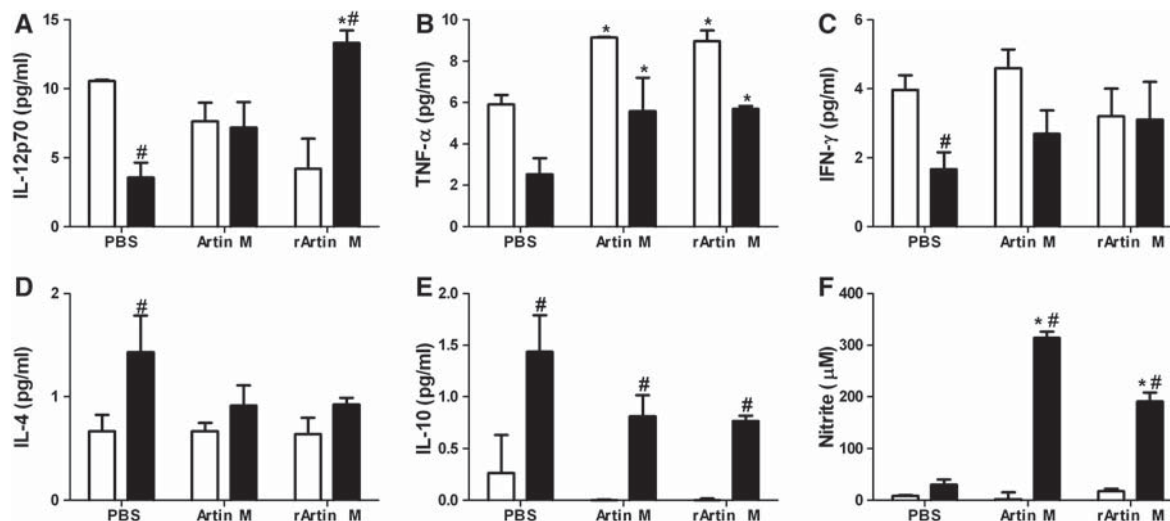 A
IL-12p70 (pg/ml)
15
10
5
0
*#
#
PBS
Artin M
rArtin M
B
TNF-α (pg/ml)
10
8
6
4
2
0
*
*
*
*
PBS
Artin M
rArtin M
C
IFN-γ (pg/ml)
6
4
2
0
#
PBS
Artin M
rArtin M
D
IL-4 (pg/ml)
2
1
0
#
PBS
Artin M
rArtin M
E
IL-10 (pg/ml)
2.0
1.5
1.0
0.5
0.0
#
#
#
PBS
Artin M
rArtin M
F
Nitrite ( μM)
400
300
200
100
0
* #
*#
PBS
Artin M
rArtin M